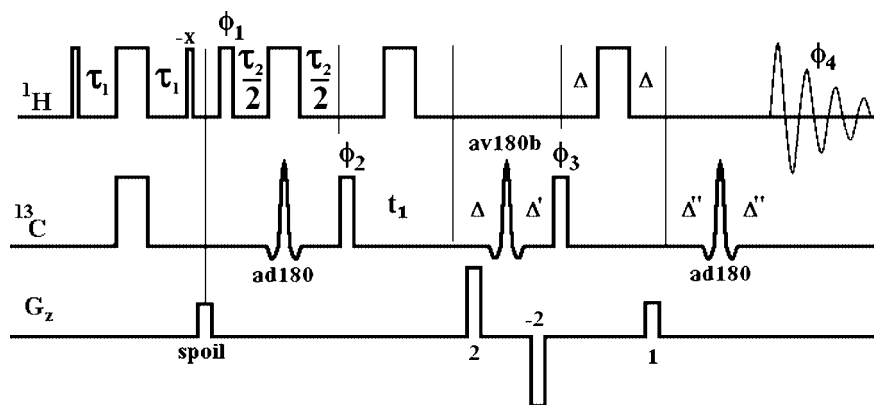 -x ϕ1
1H τ1 τ1 τ2/2 τ2/2 Δ Δ ϕ4
av180b
ϕ2 ϕ3
13C t1 Δ Δ' Δ'' Δ''
ad180 ad180
Gz -2
spoil 2 1